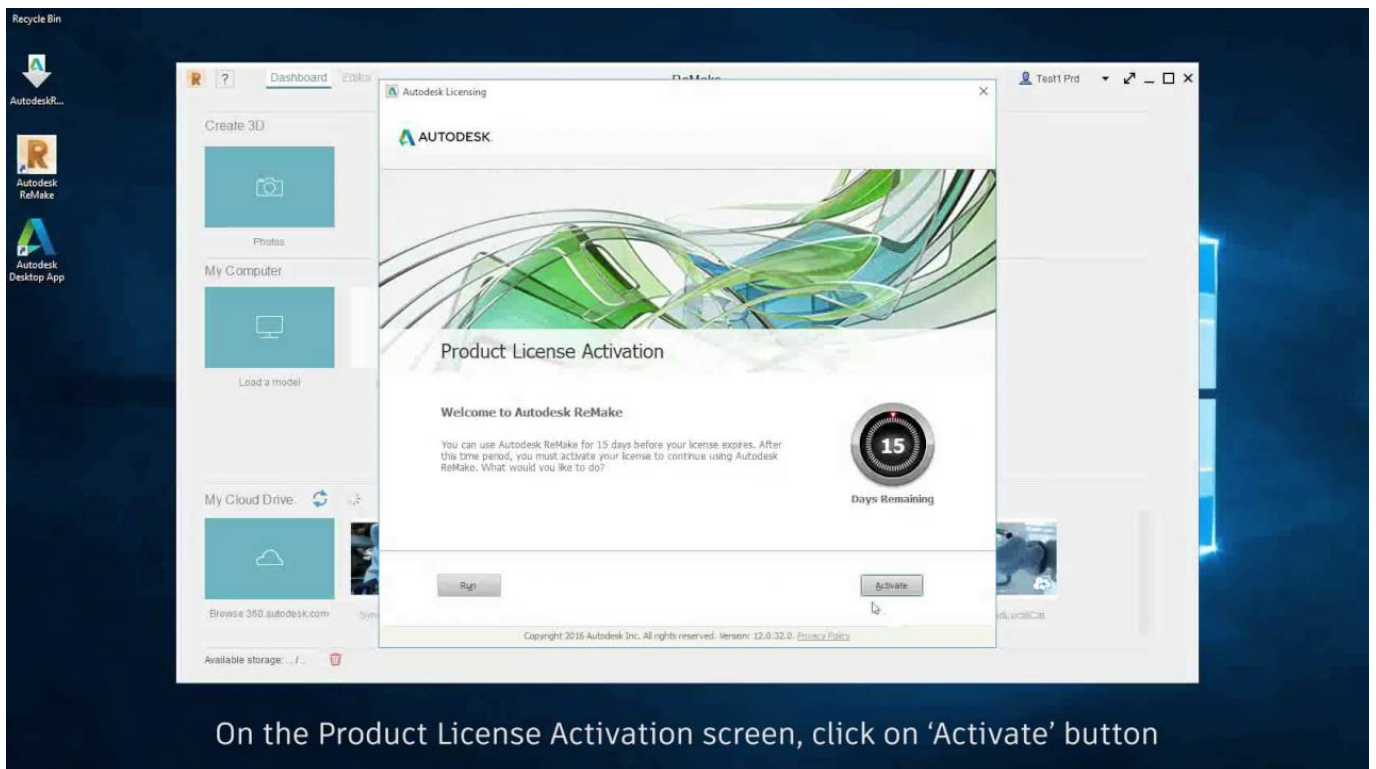 Recycle Bin
AutodeskR...
Autodesk
ReMake
Autodesk
Desktop App
R ? Dashboard Editor
ReMake
Test1 Prd
Create 3D
Photos
My Computer
Load a model
My Cloud Drive
Browse 360.autodesk.com
Available storage: .../...
Autodesk Licensing
AUTODESK
Product License Activation
Welcome to Autodesk ReMake
You can use Autodesk ReMake for 15 days before your license expires. After
this time period, you must activate your license to continue using Autodesk
ReMake. What would you like to do?
15
Days Remaining
Run
Activate
Copyright 2016 Autodesk Inc. All rights reserved. Version: 12.0.32.0. Privacy Policy
On the Product License Activation screen, click on ‘Activate’ button